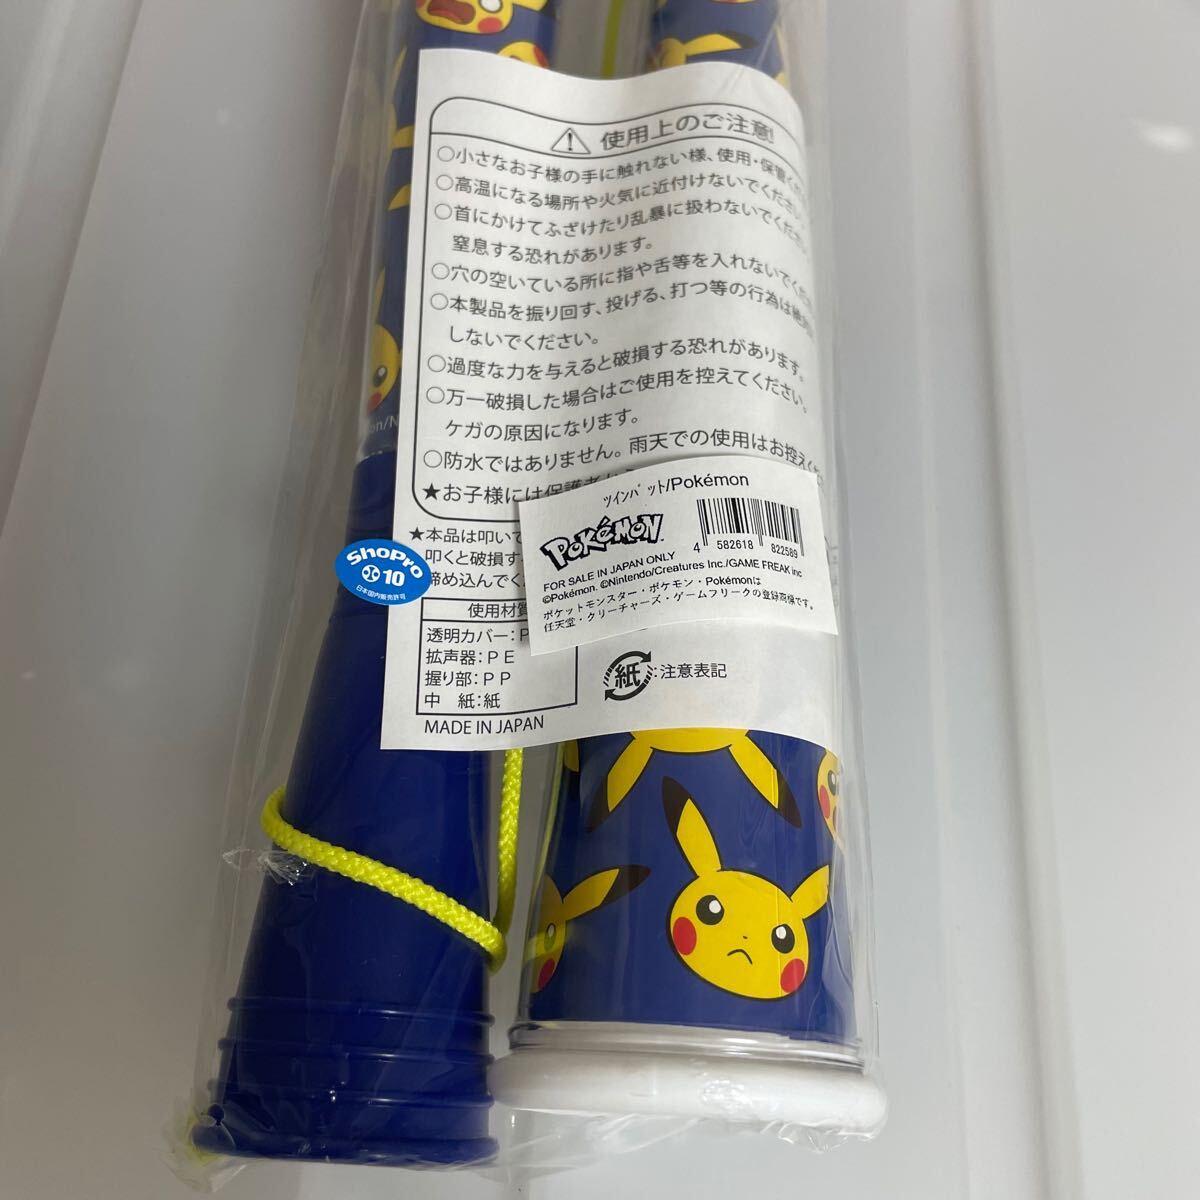 使用上のご注意!
○小さなお子様の手に触れない様、使用・保管く
○高温になる場所や火気に近付けないでください
○首にかけてふざけたり乱暴に扱わないでください
窒息する恐れがあります。
○穴の空いている所に指や舌等を入れないでくだ
○本製品を振り回す、投げる、打つ等の行為は絶対
しないでください。
○過度な力を与えると破損する恐れがあります。
○万一破損した場合はご使用を控えてください。
ケガの原因になります。
○防水ではありません。雨天での使用はお控えく
★お子様には保護者
★本品は叩いて
叩くと破損す
締め込んでく
使用材質
透明カバー:P
拡声器:PE
握り部:PP
中 紙:紙
MADE IN JAPAN
紙:注意表記
ShoPro
10
日本国内販売許可
ツインバット/Pokémon
POKéMON
4 582618 822589
FOR SALE IN JAPAN ONLY
©Pokémon. ©Nintendo/Creatures Inc./GAME FREAK inc
ポケットモンスター・ポケモン・Pokémonは
任天堂・クリーチャーズ・ゲームフリークの登録商標です。
on/N